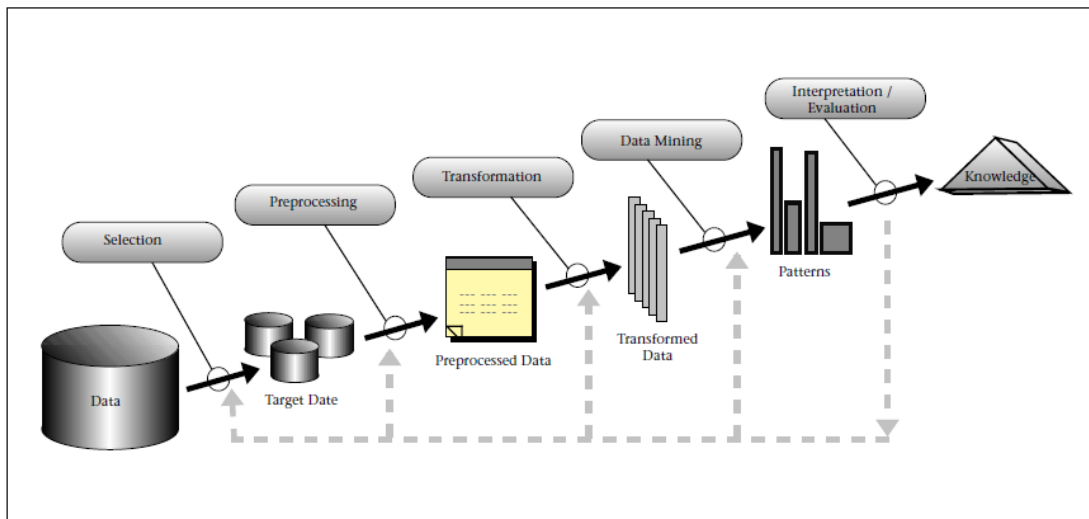 Interpretation /
Evaluation
Data Mining
Transformation
Preprocessing
Selection
Knowledge
Patterns
Transformed
Data
Preprocessed Data
Target Date
Data